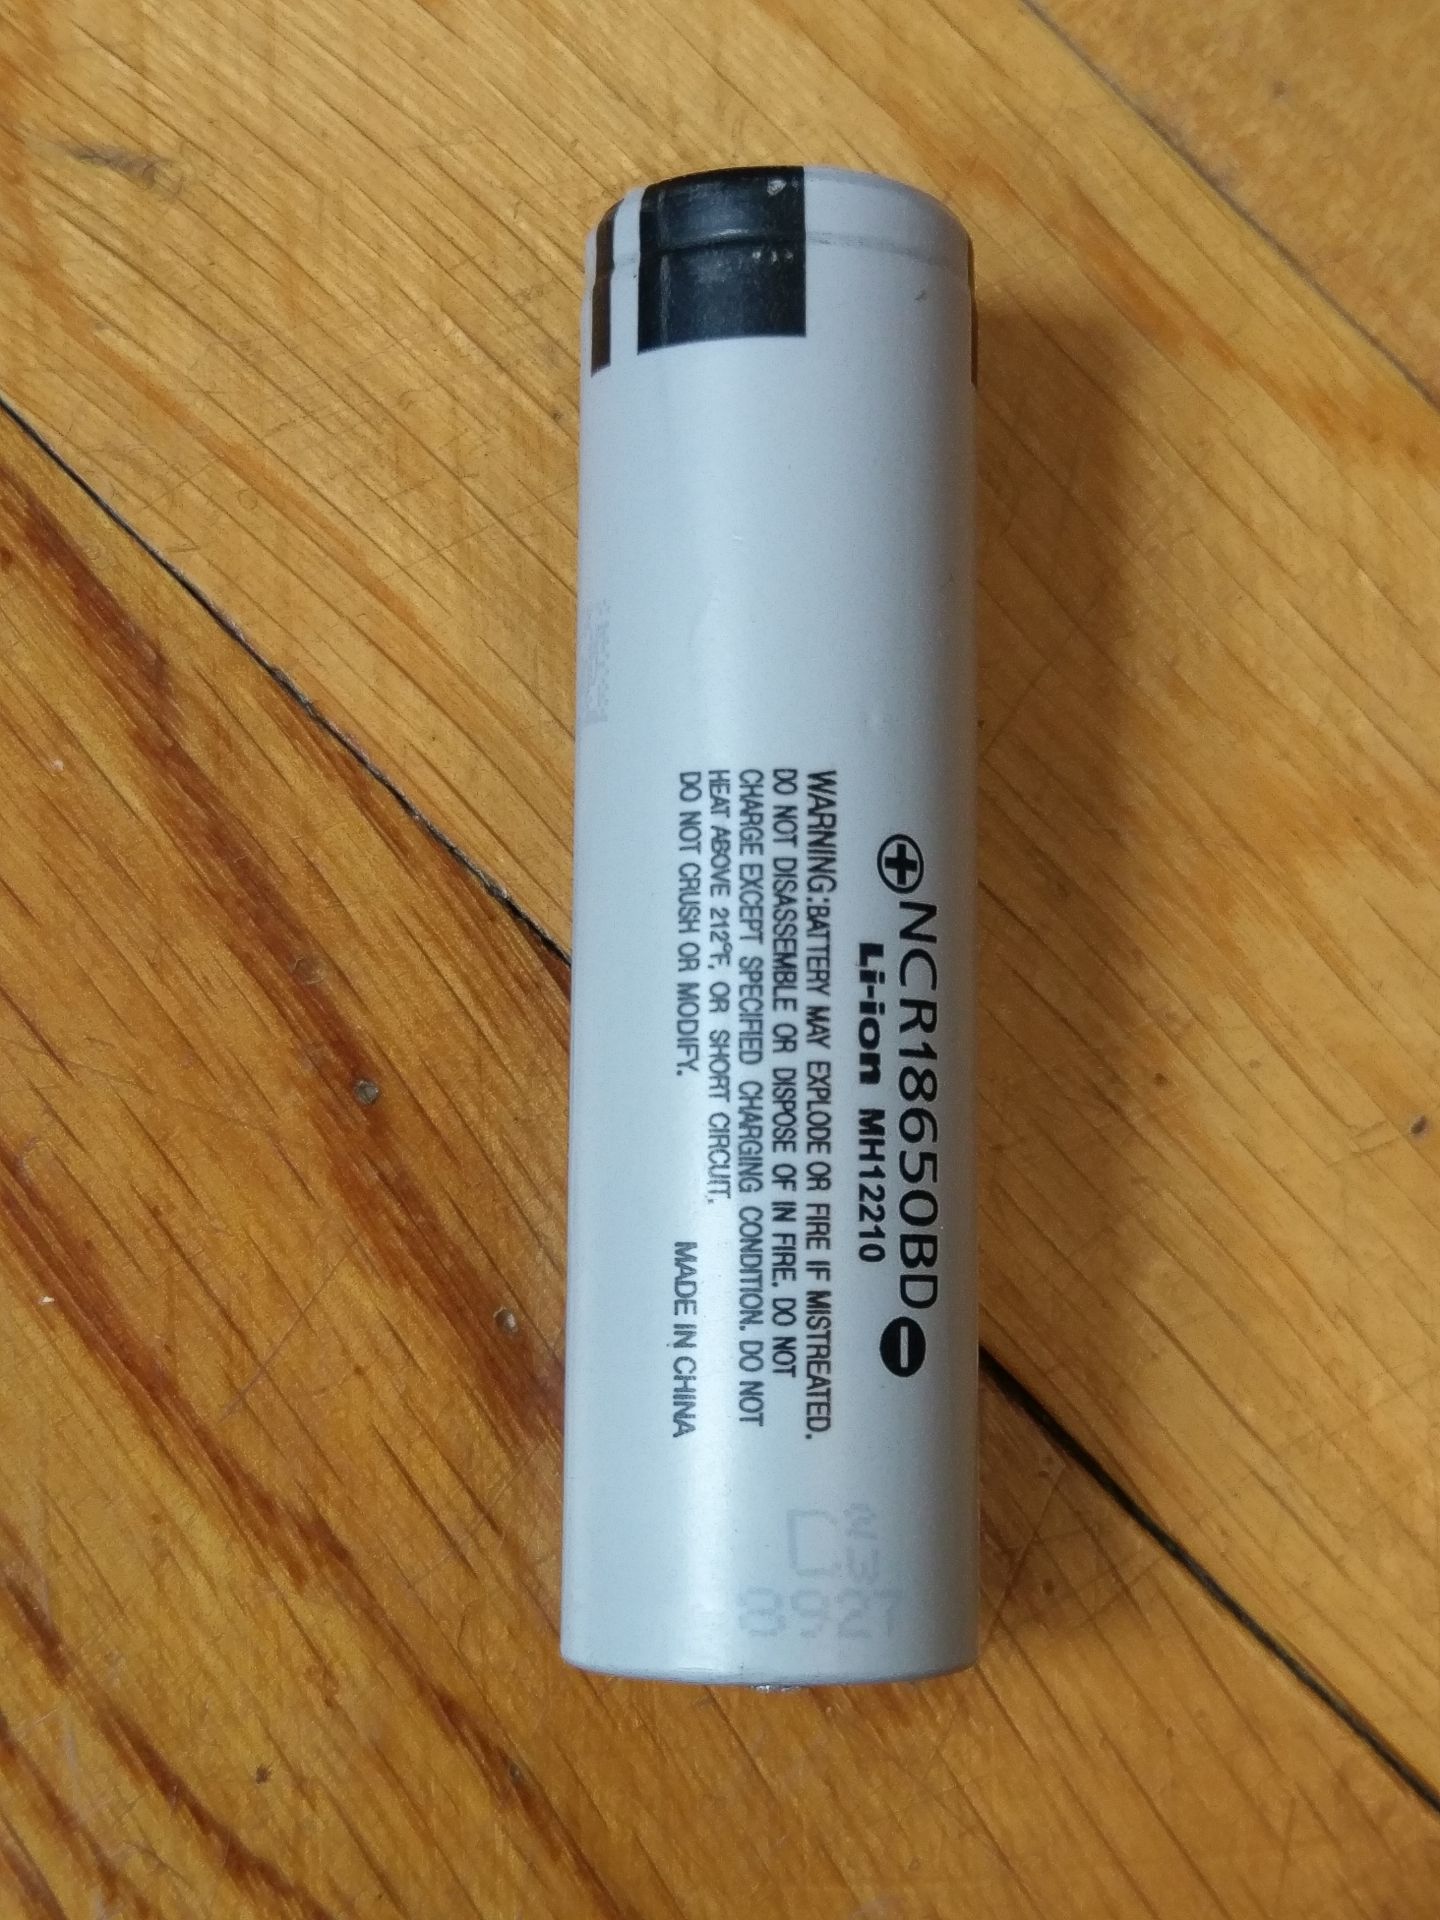 ⊕NCR18650BD⊖
Li-ion MH12210
WARNING:BATTERY MAY EXPLODE OR FIRE IF MISTREATED.
DO NOT DISASSEMBLE OR DISPOSE OF IN FIRE. DO NOT
CHARGE EXCEPT SPECIFIED CHARGING CONDITION. DO NOT
HEAT ABOVE 212°F. OR SHORT CIRCUIT.
DO NOT CRUSH OR MODIFY. MADE IN CHINA